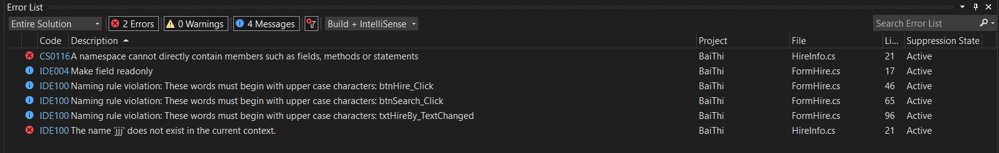 Error List
Entire Solution 2 Errors 0 Warnings 4 Messages Build + IntelliSense Search Error List
Code Description Project File Li... Suppression State
CS0116 A namespace cannot directly contain members such as fields, methods or statements BaiThi HireInfo.cs 21 Active
IDE004 Make field readonly BaiThi FormHire.cs 17 Active
IDE100 Naming rule violation: These words must begin with upper case characters: btnHire_Click BaiThi FormHire.cs 46 Active
IDE100 Naming rule violation: These words must begin with upper case characters: btnSearch_Click BaiThi FormHire.cs 65 Active
IDE100 Naming rule violation: These words must begin with upper case characters: txtHireBy_TextChanged BaiThi FormHire.cs 96 Active
IDE100 The name 'jjj' does not exist in the current context. BaiThi HireInfo.cs 21 Active